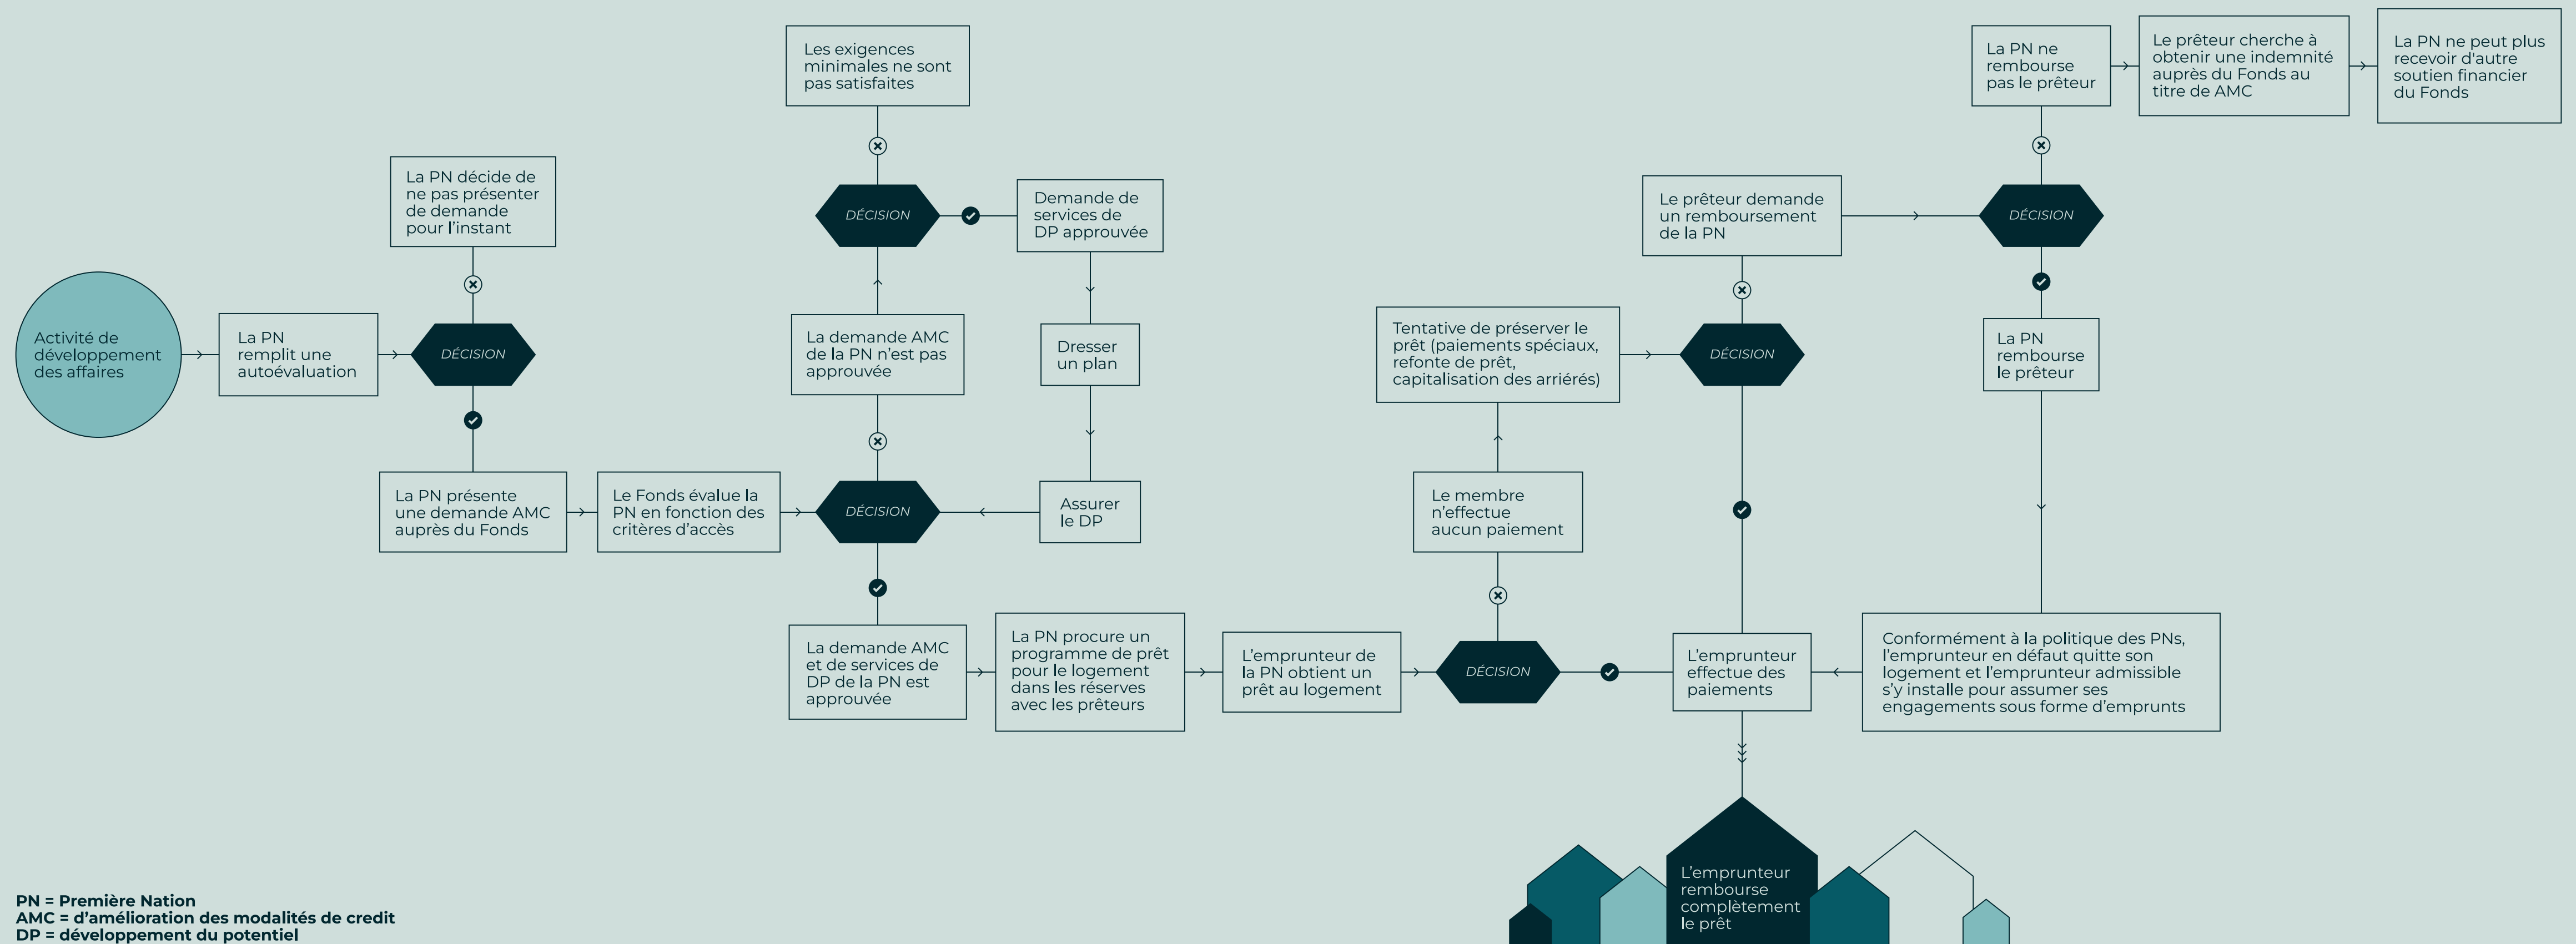 Activité de
développement
des affaires
La PN
remplit une
autoévaluation
DÉCISION
La PN décide de
ne pas présenter
de demande
pour l’instant
La PN présente
une demande AMC
auprès du Fonds
Le Fonds évalue la
PN en fonction des
critères d’accès
DÉCISION
La demande AMC
de la PN n’est pas
approuvée
DÉCISION
Les exigences
minimales ne sont
pas satisfaites
Demande de
services de
DP approuvée
Dresser
un plan
Assurer
le DP
La demande AMC
et de services de
DP de la PN est
approuvée
La PN procure un
programme de prêt
pour le logement
dans les réserves
avec les prêteurs
L’emprunteur de
la PN obtient un
prêt au logement
DÉCISION
Le membre
n’effectue
aucun paiement
Tentative de préserver le
prêt (paiements spéciaux,
refonte de prêt,
capitalisation des arriérés)
DÉCISION
Le prêteur demande
un remboursement
de la PN
DÉCISION
La PN ne
rembourse
pas le prêteur
Le prêteur cherche à
obtenir une indemnité
auprès du Fonds au
titre de AMC
La PN ne peut plus
recevoir d'autre
soutien financier
du Fonds
La PN
rembourse
le prêteur
Conformément à la politique des PNs,
l’emprunteur en défaut quitte son
logement et l’emprunteur admissible
s’y installe pour assumer ses
engagements sous forme d’emprunts
L’emprunteur
effectue des
paiements
L’emprunteur
rembourse
complètement
le prêt
PN = Première Nation
AMC = d’amélioration des modalités de credit
DP = développement du potentiel